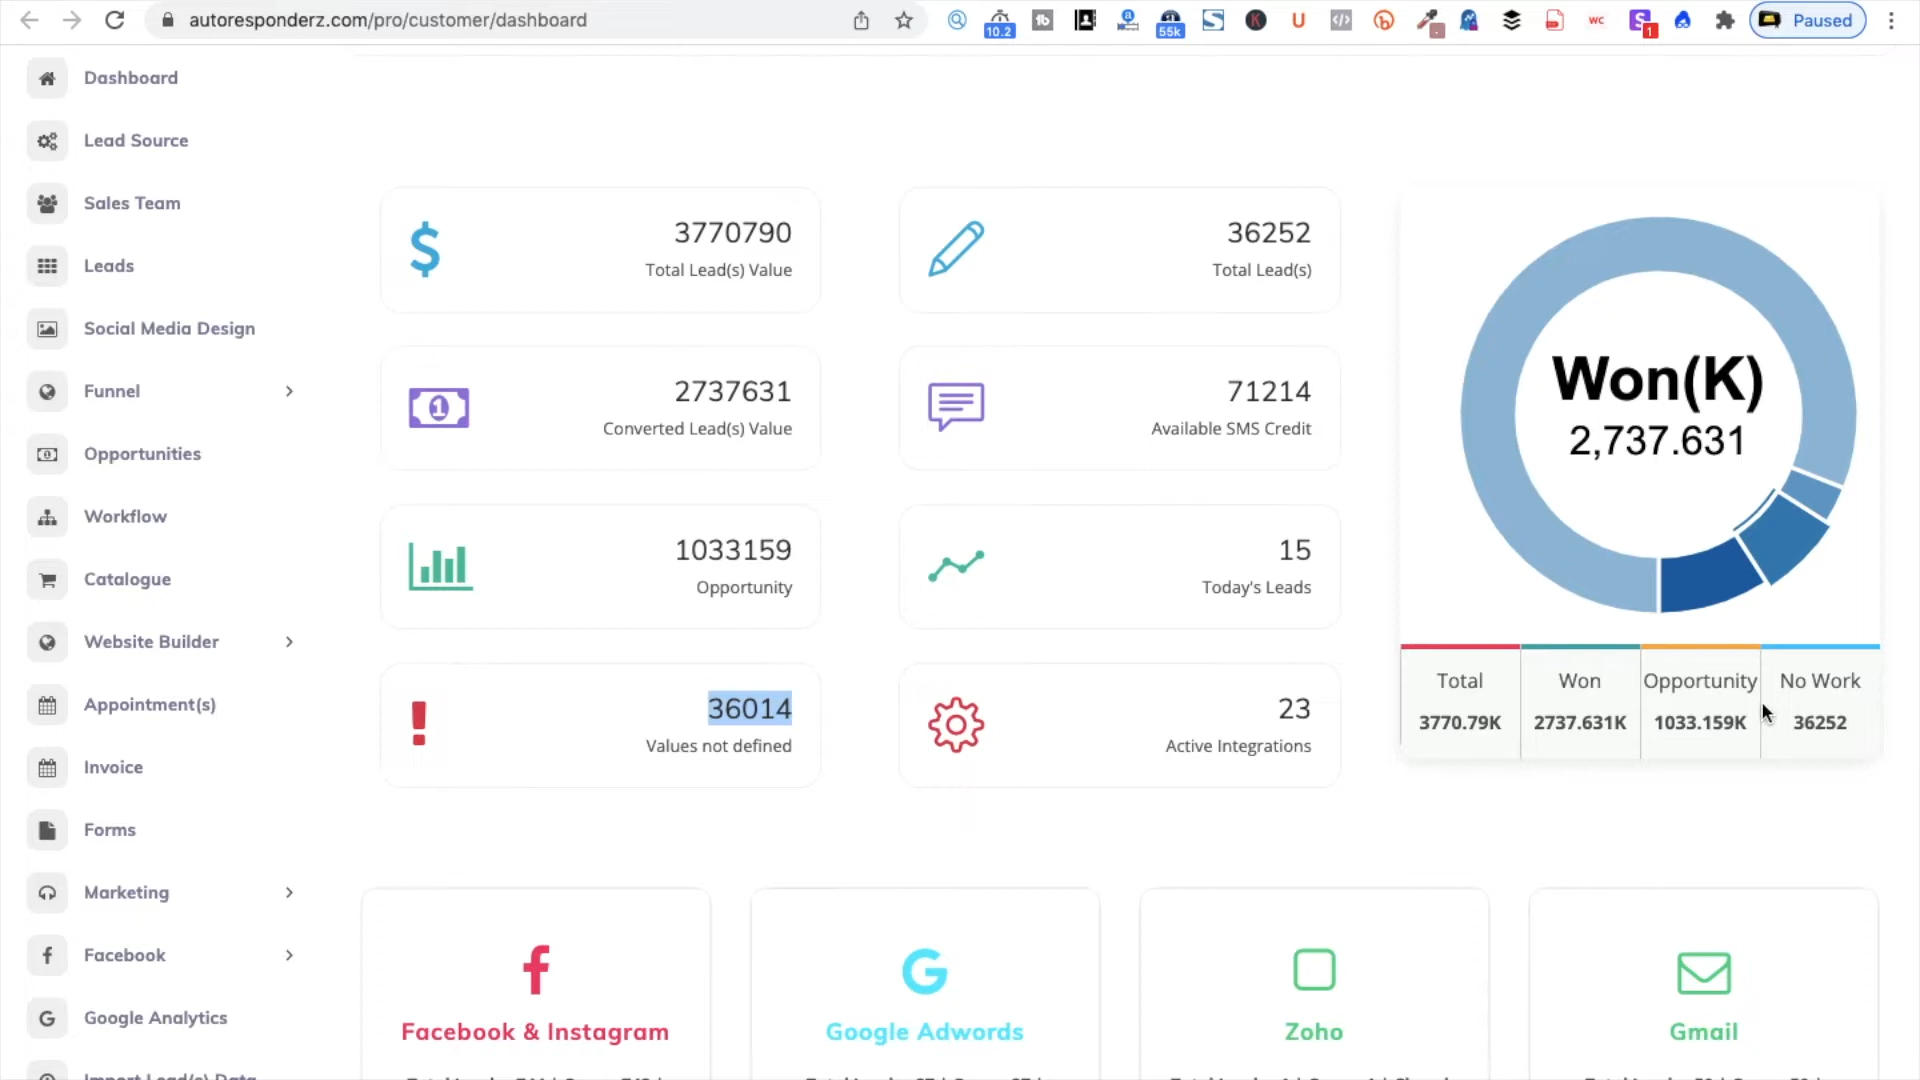 autoresponderz.com/pro/customer/dashboard
10.2
55k
1
Paused
Dashboard
Lead Source
Sales Team
Leads
Social Media Design
Funnel
Opportunities
Workflow
Catalogue
Website Builder
Appointment(s)
Invoice
Forms
Marketing
Facebook
Google Analytics
Import Lead(s) Data
3770790
Total Lead(s) Value
36252
Total Lead(s)
2737631
Converted Lead(s) Value
71214
Available SMS Credit
1033159
Opportunity
15
Today's Leads
36014
Values not defined
23
Active Integrations
Won(K)
2,737.631
Total
3770.79K
Won
2737.631K
Opportunity
1033.159K
No Work
36252
Facebook & Instagram
Google Adwords
Zoho
Gmail